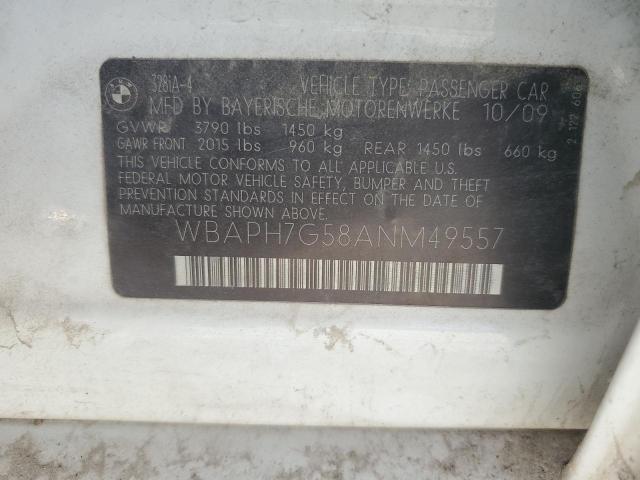 BMW
328iA-4 VEHICLE TYPE: PASSENGER CAR
MFD BY BAYERISCHE MOTORENWERKE 10/09
GVWR 3790 lbs 1450 kg
GAWR FRONT 2015 lbs 960 kg REAR 1450 lbs 660 kg
THIS VEHICLE CONFORMS TO ALL APPLICABLE U.S.
FEDERAL MOTOR VEHICLE SAFETY, BUMPER AND THEFT
PREVENTION STANDARDS IN EFFECT ON THE DATE OF
MANUFACTURE SHOWN ABOVE.
WBAPH7G58ANM49557